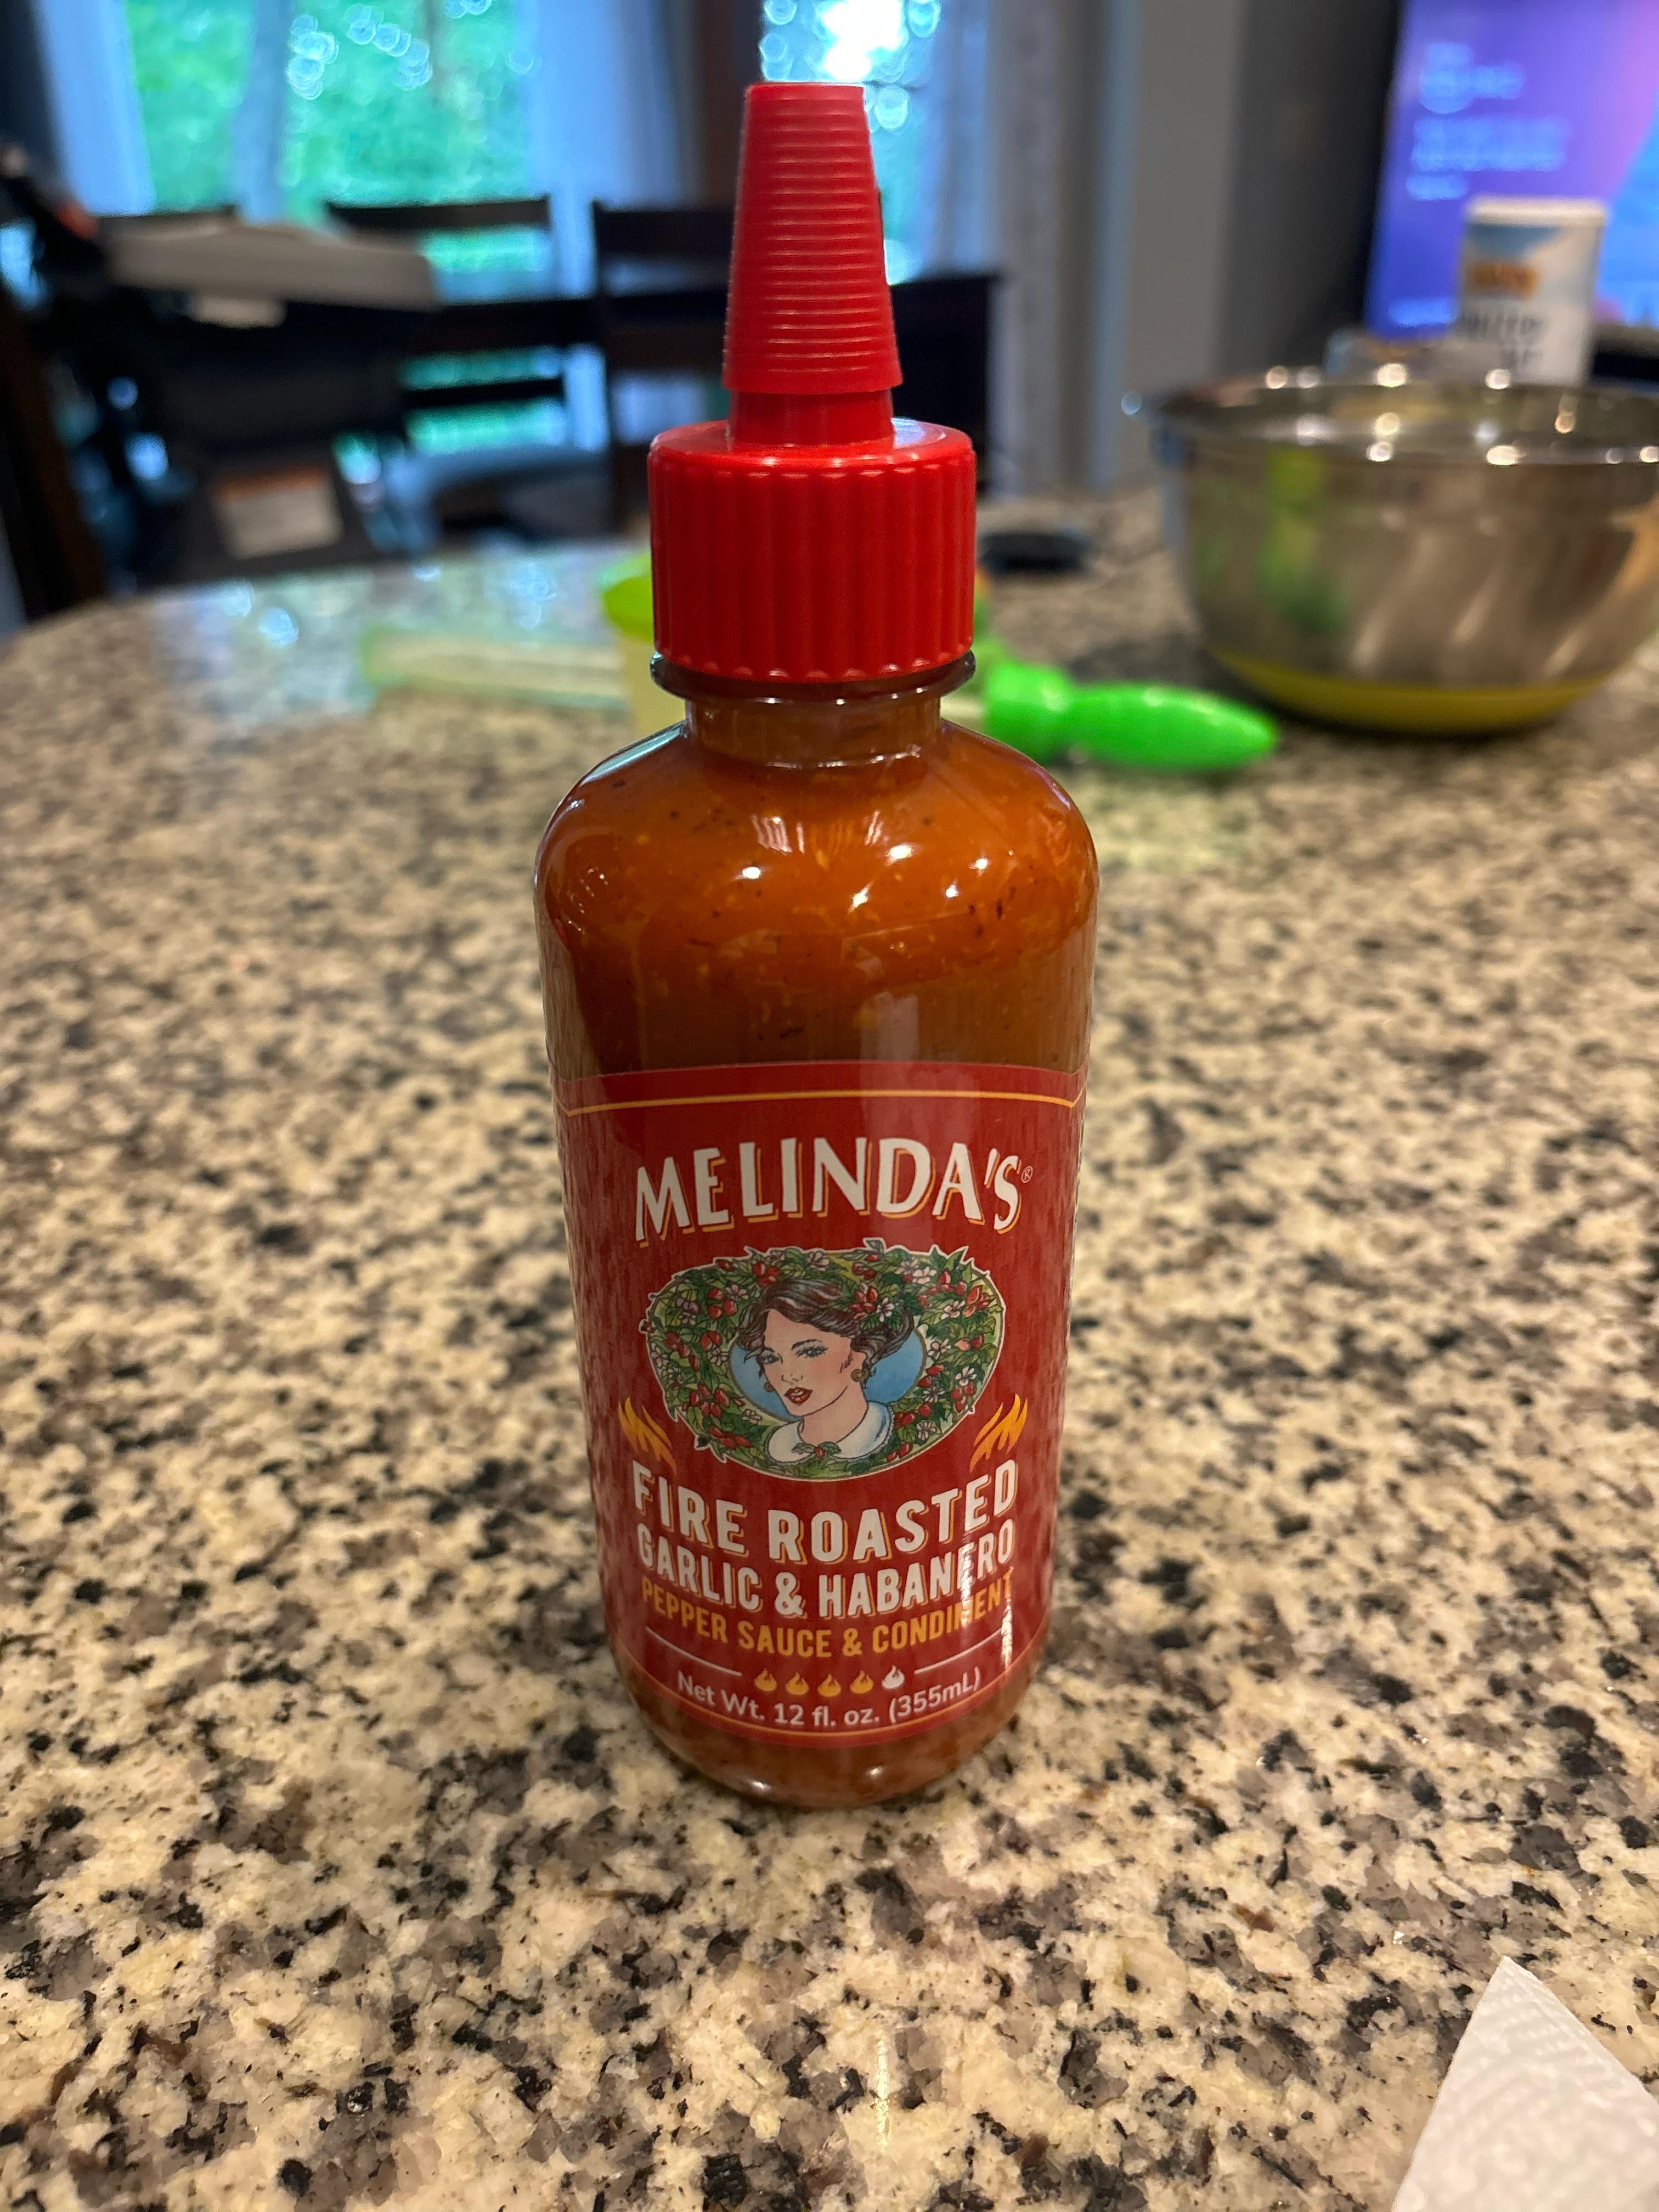 MELINDA'S®
FIRE ROASTED
GARLIC & HABANERO
PEPPER SAUCE & CONDIMENT
Net Wt. 12 fl. oz. (355mL)